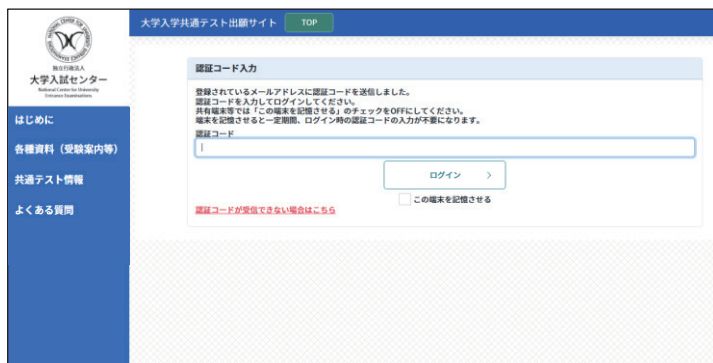 大学入学共通テスト出願サイト TOP
独立行政法人
大学入試センター
National Center for University
Entrance Examinations
はじめに
各種資料（受験案内等）
共通テスト情報
よくある質問
認証コード入力
登録されているメールアドレスに認証コードを送信しました。
認証コードを入力してログインしてください。
共有端末等では「この端末を記憶させる」のチェックをOFFにしてください。
端末を記憶させると一定期間、ログイン時の認証コードの入力が不要になります。
認証コード
ログイン
この端末を記憶させる
認証コードが受信できない場合はこちら